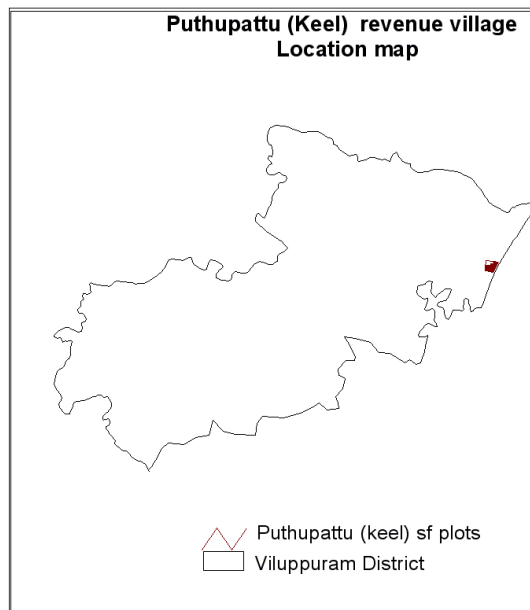 Puthupattu (Keel) revenue village
Location map
Puthupattu (keel) sf plots
Viluppuram District